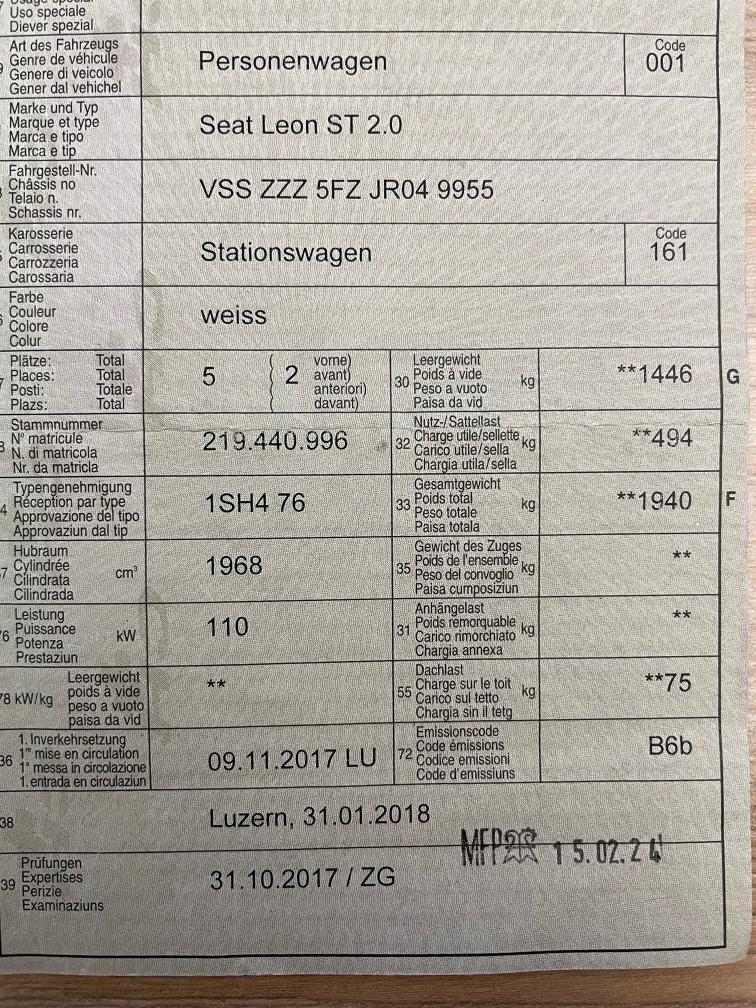 Uso speciale
Diever spezial
Art des Fahrzeugs
Genre de véhicule
Genere di veicolo
Gener dal vehichel
Personenwagen
Code
001
Marke und Typ
Marque et type
Marca e tipo
Marca e tip
Seat Leon ST 2.0
Fahrgestell-Nr.
Châssis no
Telaio n.
Schassis nr.
VSS ZZZ 5FZ JR04 9955
Karosserie
Carrosserie
Carrozzeria
Carossaria
Stationswagen
Code
161
Farbe
Couleur
Colore
Colur
weiss
Plätze: Total
Places: Total
Posti: Totale
Plazs: Total
5 ( 2
vorne)
avant)
anteriori)
davant)
30
Leergewicht
Poids à vide
Peso a vuoto
Paisa da vid
kg
**1446
G
Stammnummer
N° matricule
N. di matricola
Nr. da matricla
219.440.996
32
Nutz-/Sattellast
Charge utile/sellette
Carico utile/sella
Chargia utila/sella
kg
**494
Typengenehmigung
Réception par type
Approvazione del tipo
Approvaziun dal tip
1SH4 76
33
Gesamtgewicht
Poids total
Peso totale
Paisa totala
kg
**1940
F
Hubraum
Cylindrée
Cilindrata
Cilindrada
cm³
1968
35
Gewicht des Zuges
Poids de l'ensemble
Peso del convoglio
Paisa cumposiziun
kg
**
Leistung
Puissance
Potenza
Prestaziun
kW
110
31
Anhängelast
Poids remorquable
Carico rimorchiato
Chargia annexa
kg
**
78 kW/kg
Leergewicht
poids à vide
peso a vuoto
paisa da vid
**
55
Dachlast
Charge sur le toit
Carico sul tetto
Chargia sin il tetg
kg
**75
36
1. Inverkehrsetzung
1re mise en circulation
1a messa in circolazione
1. entrada en circulaziun
09.11.2017 LU
72
Emissionscode
Code émissions
Codice emissioni
Code d'emissiuns
B6b
38
Luzern, 31.01.2018
MFP 15.02.24
39
Prüfungen
Expertises
Perizie
Examinaziuns
31.10.2017 / ZG